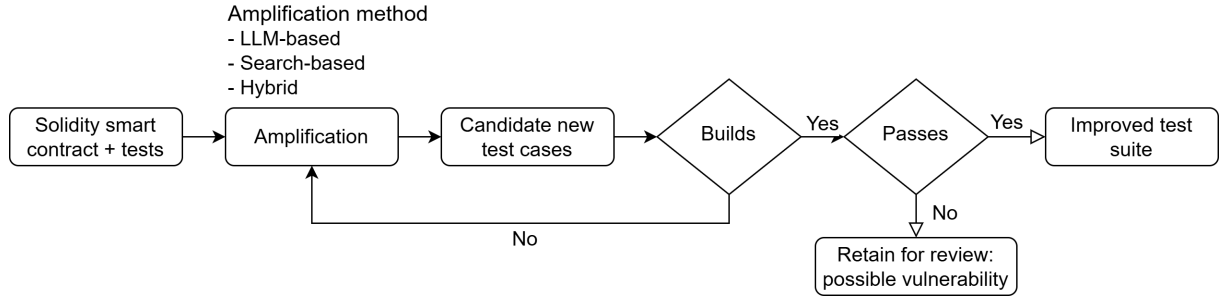 Amplification method
- LLM-based
- Search-based
- Hybrid
Solidity smart
contract + tests
Amplification
Candidate new
test cases
Builds
Yes
Passes
Yes
Improved test
suite
No
No
Retain for review:
possible vulnerability